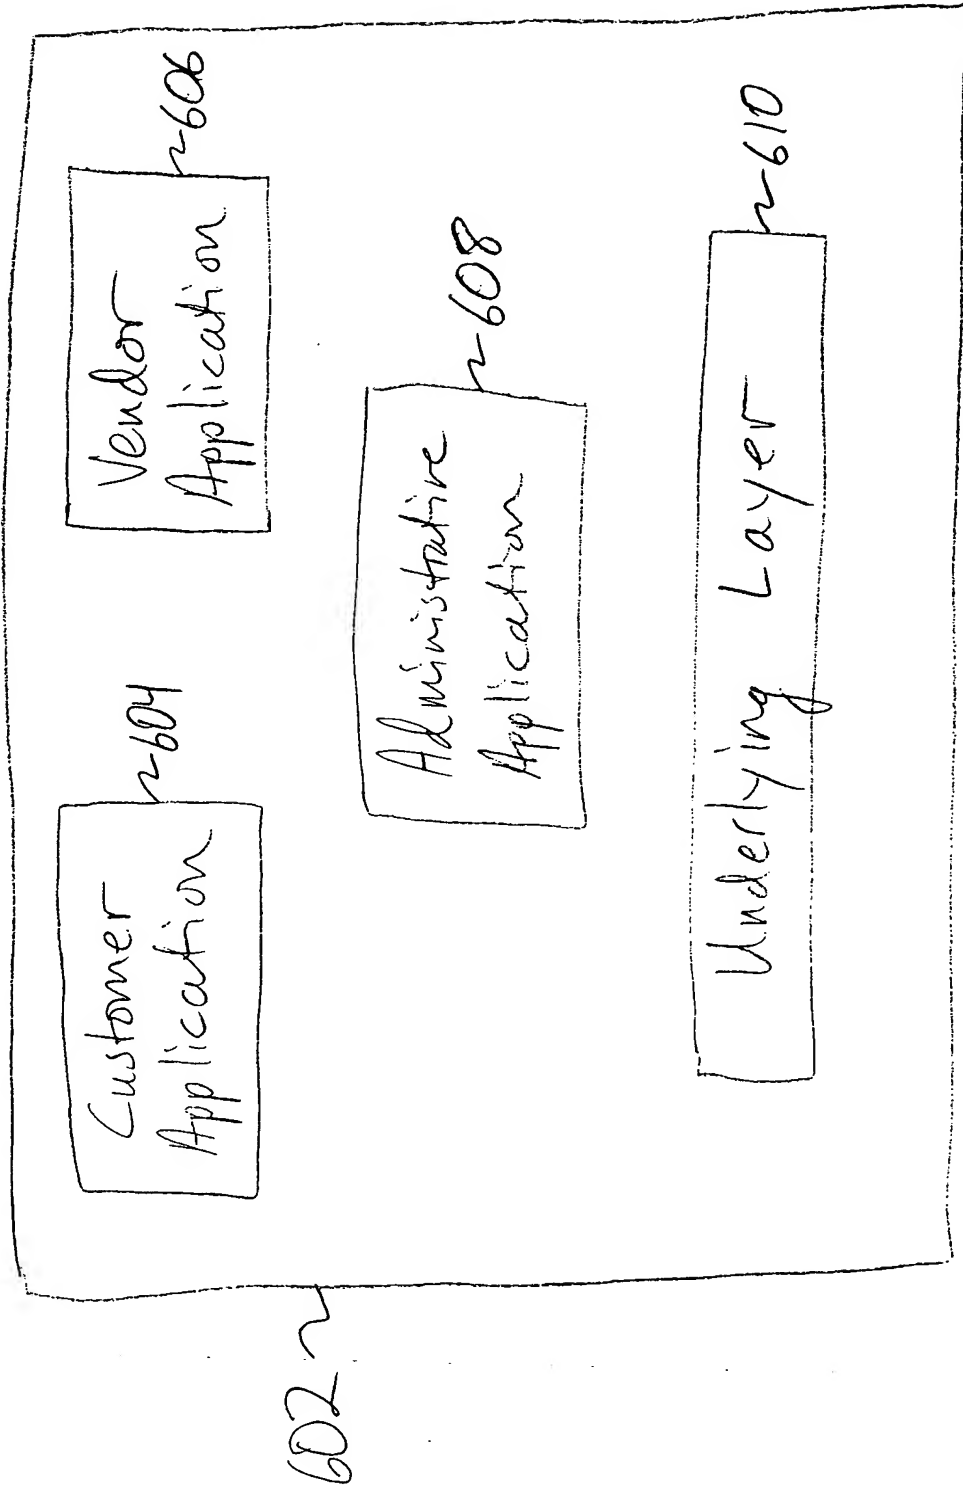 Customer
Application
~604
Vendor
Application
~606
Administrative
Application
~608
Underlying Layer
~610
602~